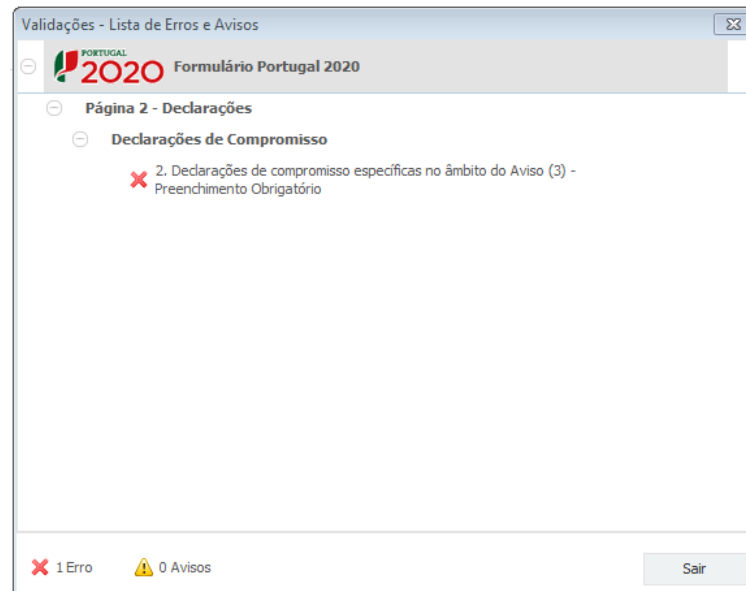 Validações - Lista de Erros e Avisos
PORTUGAL
2020 Formulário Portugal 2020
Página 2 - Declarações
Declarações de Compromisso
2. Declarações de compromisso específicas no âmbito do Aviso (3) -
Preenchimento Obrigatório
1 Erro 0 Avisos Sair